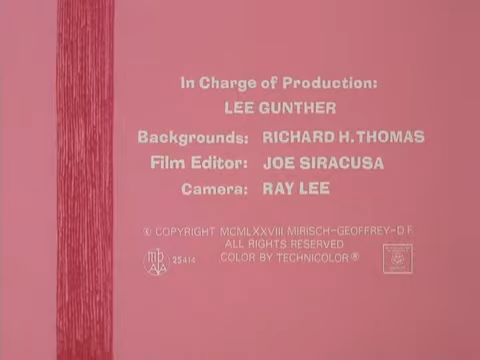 In Charge of Production:
LEE GUNTHER
Backgrounds: RICHARD H. THOMAS
Film Editor: JOE SIRACUSA
Camera: RAY LEE
© COPYRIGHT MCMLXXVIII MIRISCH-GEOFFREY-D.F.
ALL RIGHTS RESERVED
25414 COLOR BY TECHNICOLOR®